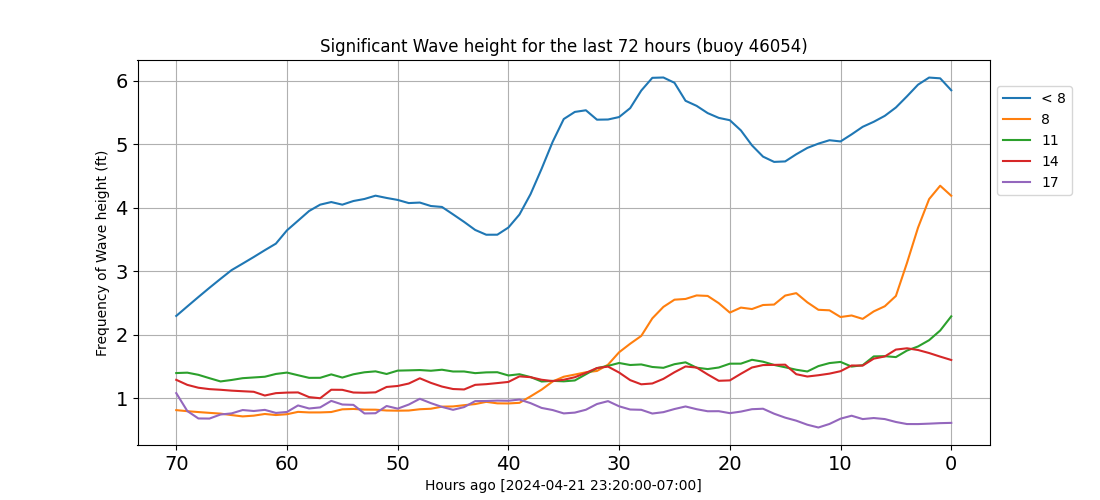 Significant Wave height for the last 72 hours (buoy 46054)
Frequency of Wave height (ft)
6
5
4
3
2
1
70 60 50 40 30 20 10 0
Hours ago [2024-04-21 23:20:00-07:00]
< 8
8
11
14
17